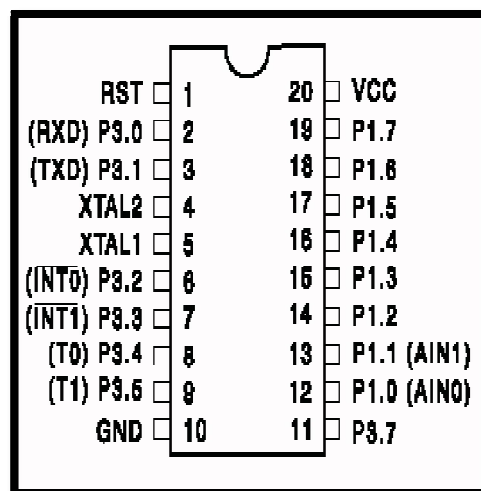 RST 1 20 VCC
(RXD) P3.0 2 19 P1.7
(TXD) P3.1 3 18 P1.6
XTAL2 4 17 P1.5
XTAL1 5 16 P1.4
(INT0) P3.2 6 15 P1.3
(INT1) P3.3 7 14 P1.2
(T0) P3.4 8 13 P1.1 (AIN1)
(T1) P3.5 9 12 P1.0 (AIN0)
GND 10 11 P3.7